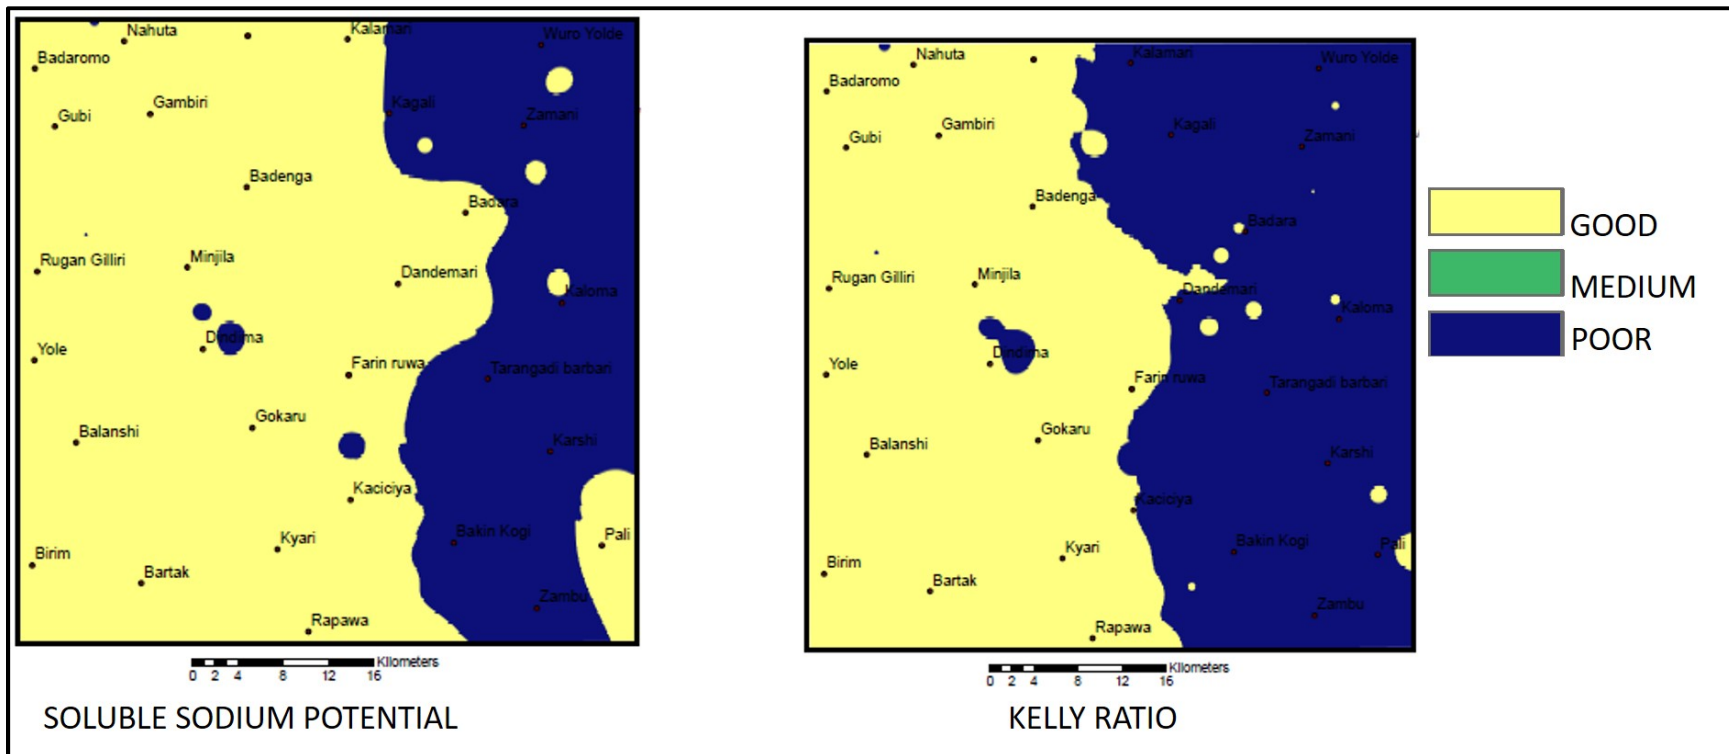 Nahuta
Kalamari
Wuro Yolde
Badaromo
Gambiri
Kagali
Gubi
Zamani
Badenga
Badara
Rugan Gilliri
Minjila
Dandemari
Kaloma
Dindima
Yole
Farin ruwa
Tarangadi barbari
Gokaru
Balanshi
Karshi
Kaciciya
Bakin Kogi
Kyari
Pali
Birim
Bartak
Zambu
Rapawa
Kilometers
0 2 4 8 12 16
SOLUBLE SODIUM POTENTIAL
Nahuta
Kalamari
Wuro Yolde
Badaromo
Gambiri
Kagali
Gubi
Zamani
Badenga
Badara
Rugan Gilliri
Minjila
Dandemari
Kaloma
Dindima
Yole
Farin ruwa
Tarangadi barbari
Gokaru
Balanshi
Karshi
Kaciciya
Bakin Kogi
Kyari
Pali
Birim
Bartak
Zambu
Rapawa
Kilometers
0 2 4 8 12 16
KELLY RATIO
GOOD
MEDIUM
POOR